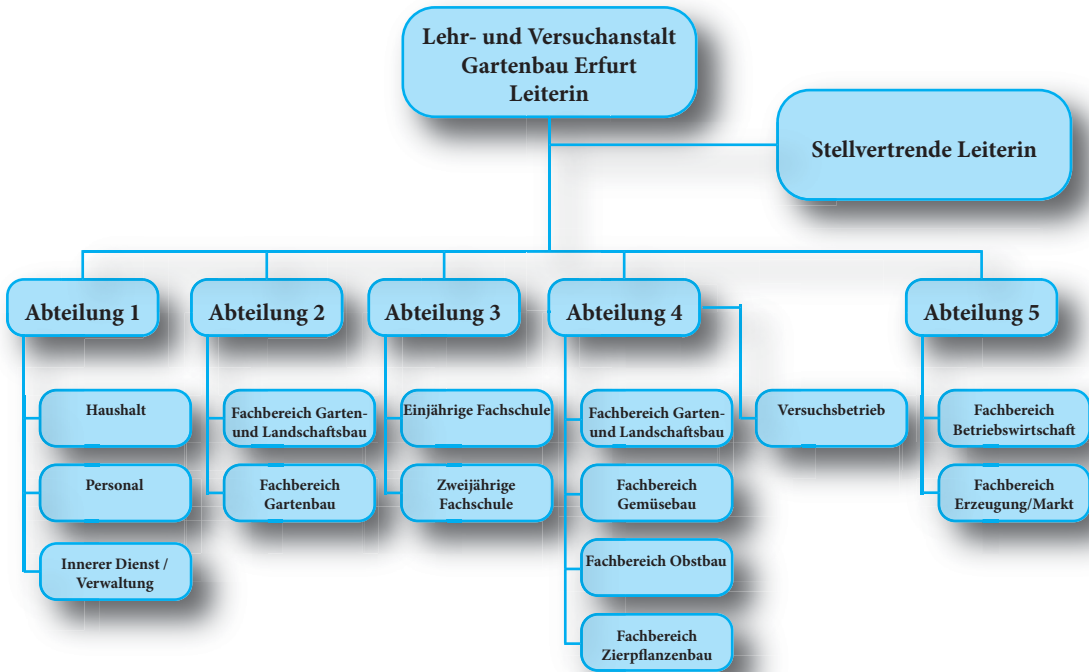 Lehr- und Versuchanstalt
Gartenbau Erfurt
Leiterin
Stellvertrende Leiterin
Abteilung 1
Haushalt
Personal
Innerer Dienst /
Verwaltung
Abteilung 2
Fachbereich Garten-
und Landschaftsbau
Fachbereich
Gartenbau
Abteilung 3
Einjährige Fachschule
Zweijährige
Fachschule
Abteilung 4
Fachbereich Garten-
und Landschaftsbau
Fachbereich
Gemüsebau
Fachbereich Obstbau
Fachbereich
Zierpflanzenbau
Versuchsbetrieb
Abteilung 5
Fachbereich
Betriebswirtschaft
Fachbereich
Erzeugung/Markt